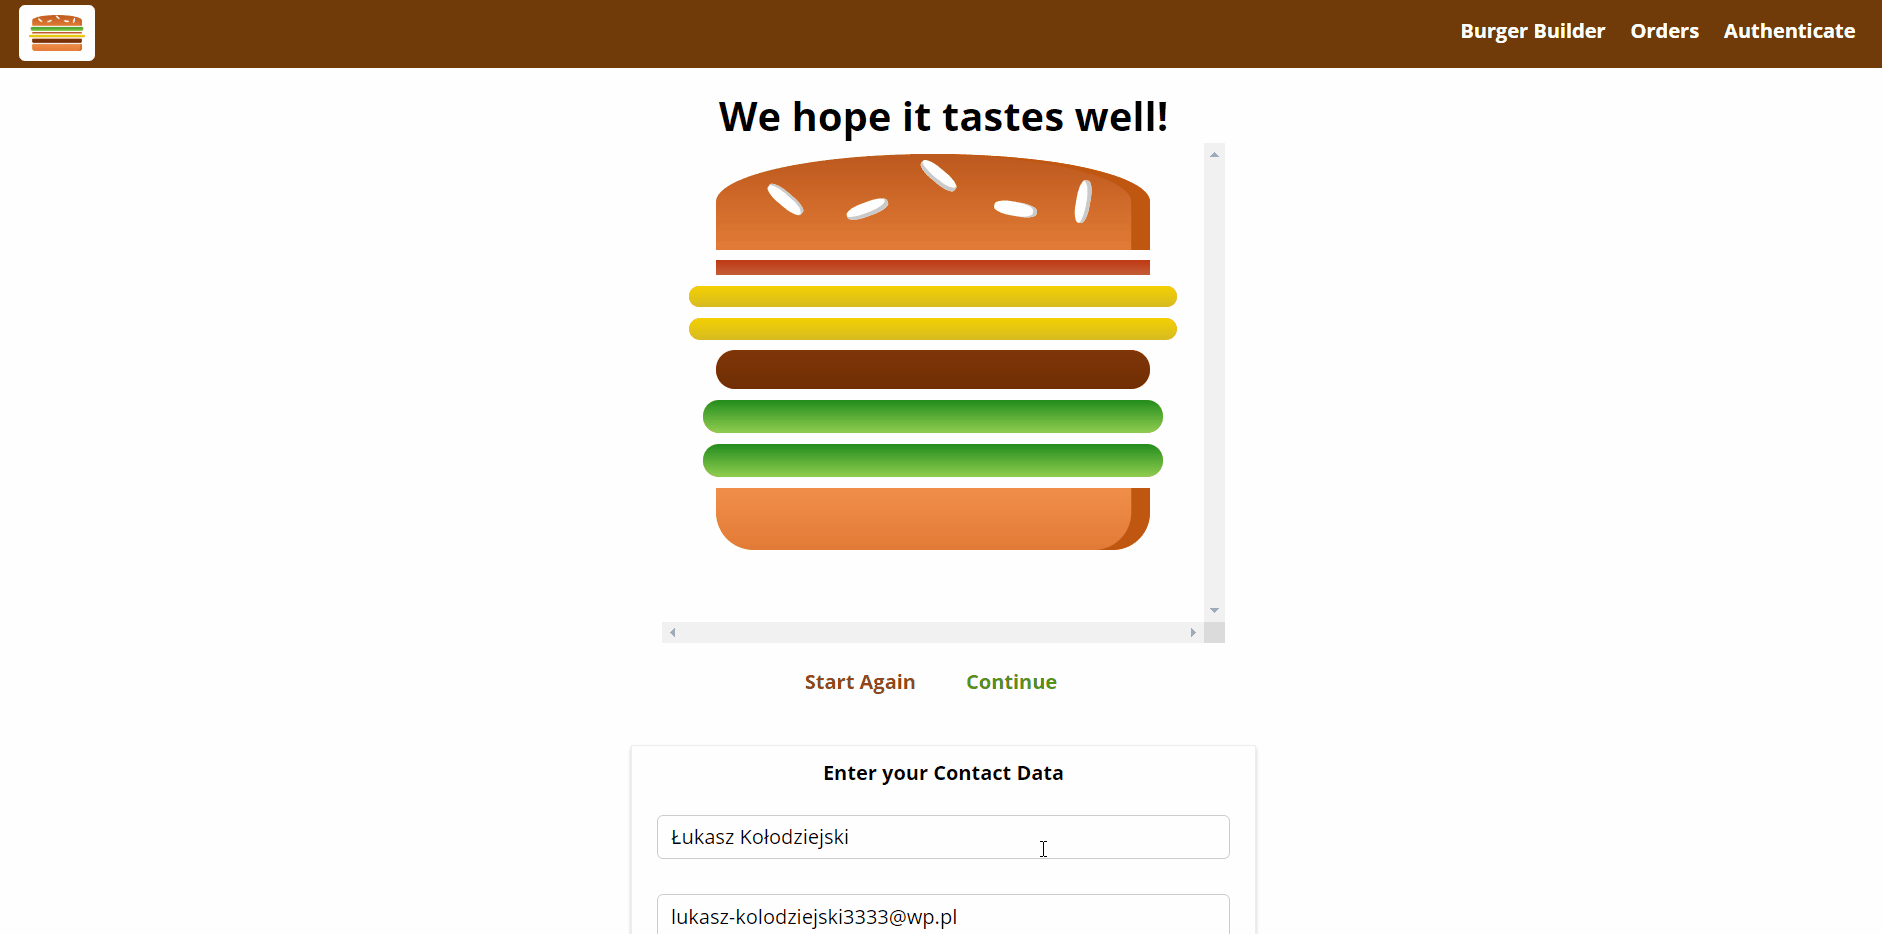 Burger Builder Orders Authenticate
We hope it tastes well!
Start Again Continue
Enter your Contact Data
Łukasz Kołodziejski
lukasz-kolodziejski3333@wp.pl